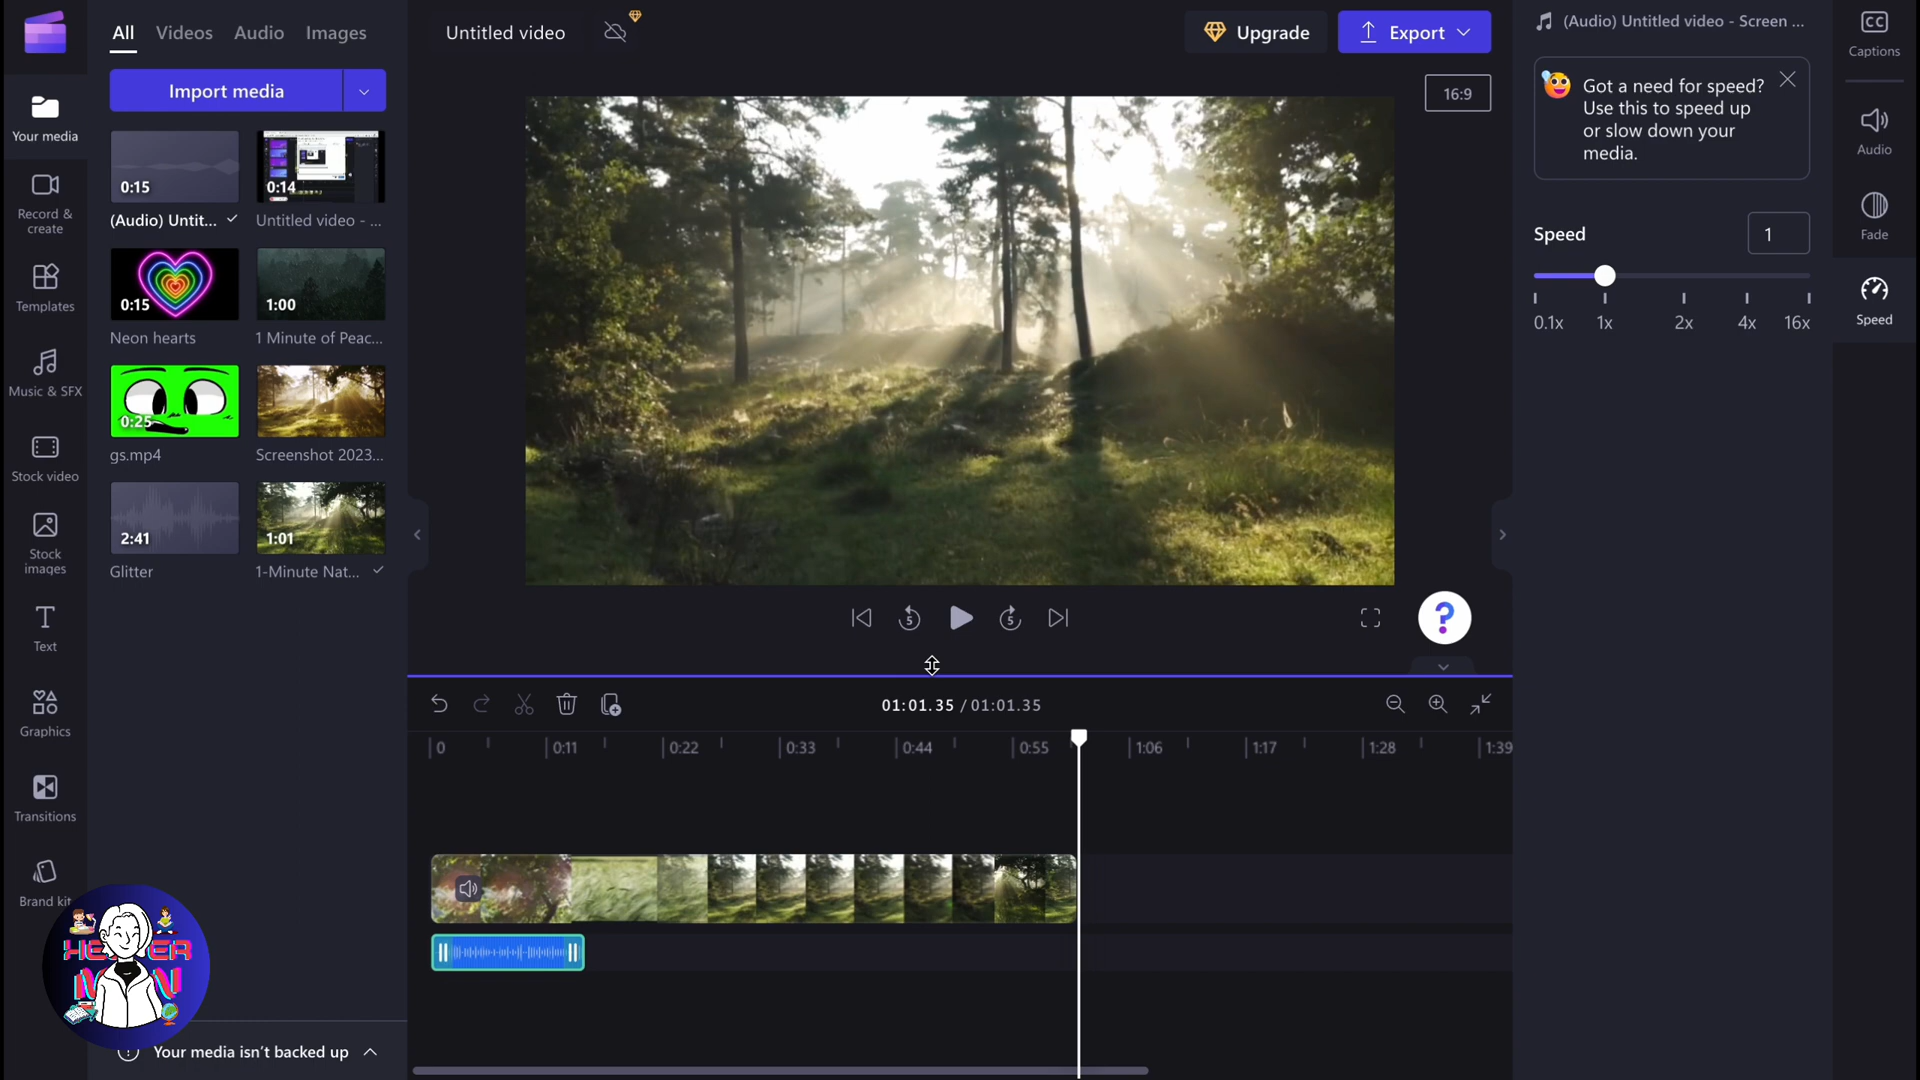 All
Videos
Audio
Images
Import media
0:15
(Audio) Untit...
0:14
Untitled video - ...
0:15
Neon hearts
1:00
1 Minute of Peac...
0:25
gs.mp4
Screenshot 2023...
2:41
Glitter
1:01
1-Minute Nat...
Your media isn't backed up
Your media
Record &
create
Templates
Music & SFX
Stock video
Stock
images
Text
Graphics
Transitions
Brand kit
Untitled video
Upgrade
Export
16:9
5
5
?
01:01.35 / 01:01.35
0
0:11
0:22
0:33
0:44
0:55
1:06
1:17
1:28
1:39
(Audio) Untitled video - Screen ...
Got a need for speed?
Use this to speed up
or slow down your
media.
Speed
1
0.1x
1x
2x
4x
16x
CC
Captions
Audio
Fade
Speed